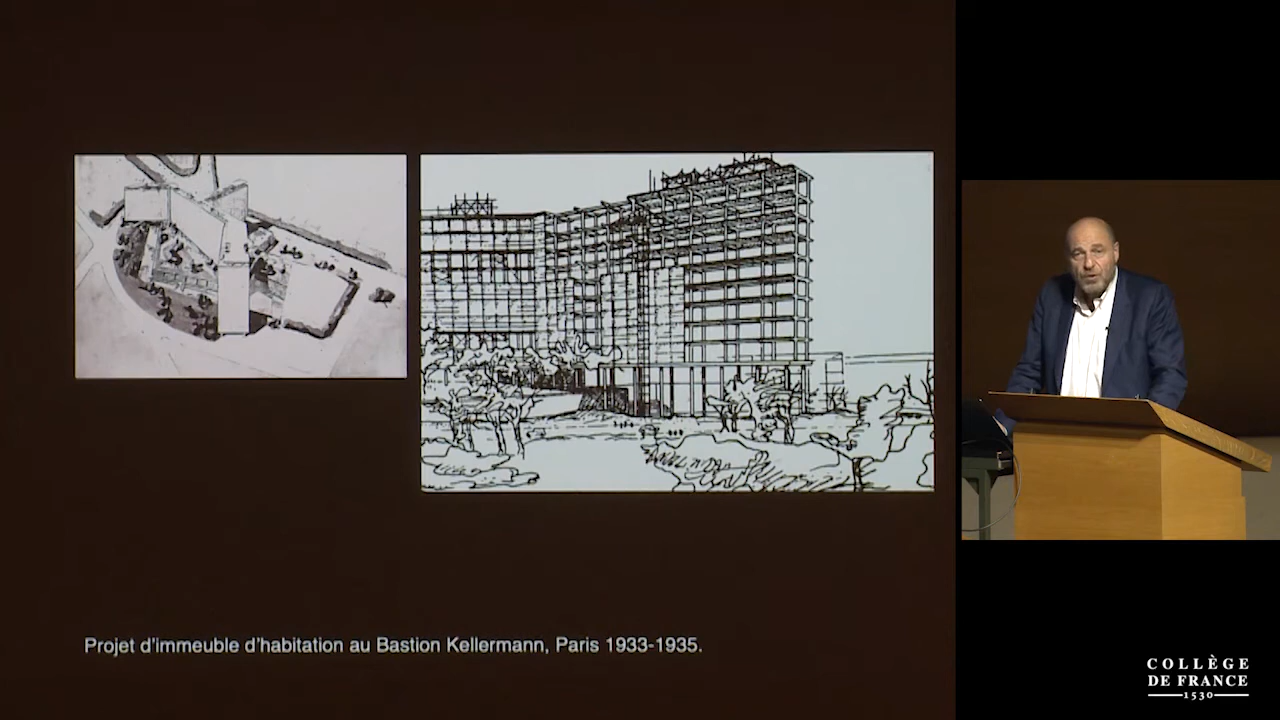 Projet d'immeuble d'habitation au Bastion Kellermann, Paris 1933-1935.
COLLÈGE
DE FRANCE
1530